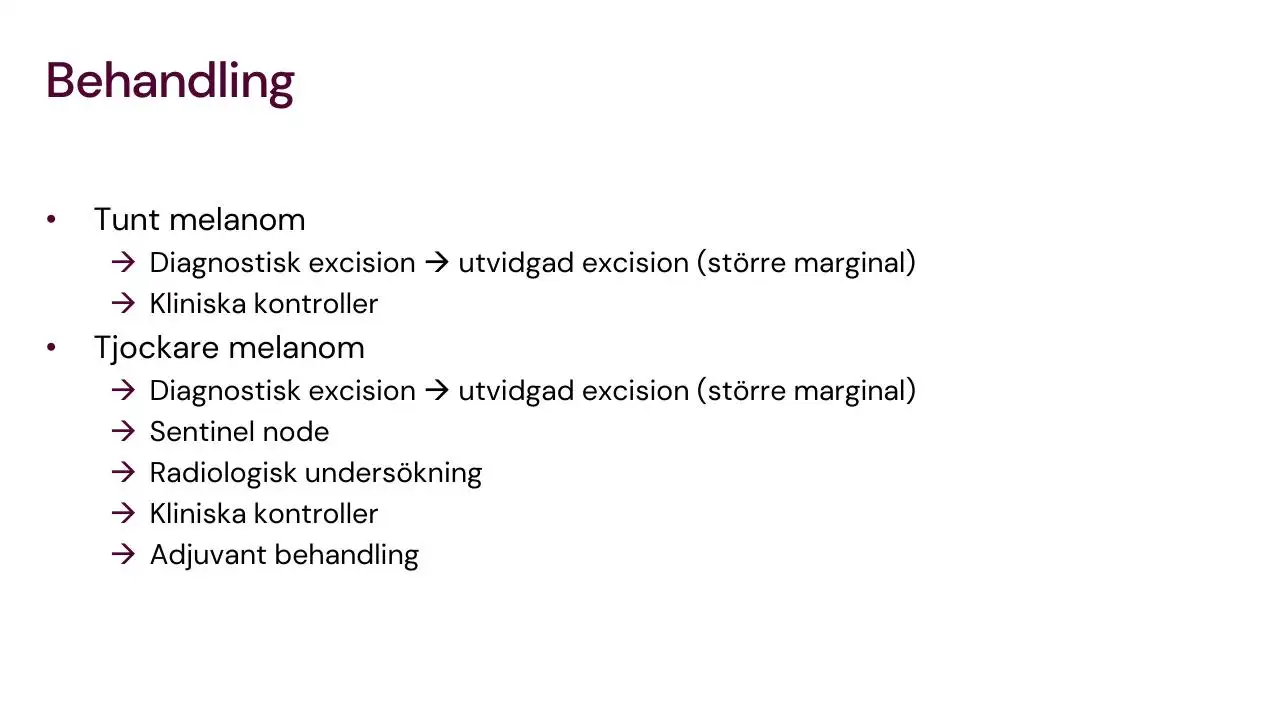 Behandling
• Tunt melanom
→ Diagnostisk excision → utvidgad excision (större marginal)
→ Kliniska kontroller
• Tjockare melanom
→ Diagnostisk excision → utvidgad excision (större marginal)
→ Sentinel node
→ Radiologisk undersökning
→ Kliniska kontroller
→ Adjuvant behandling